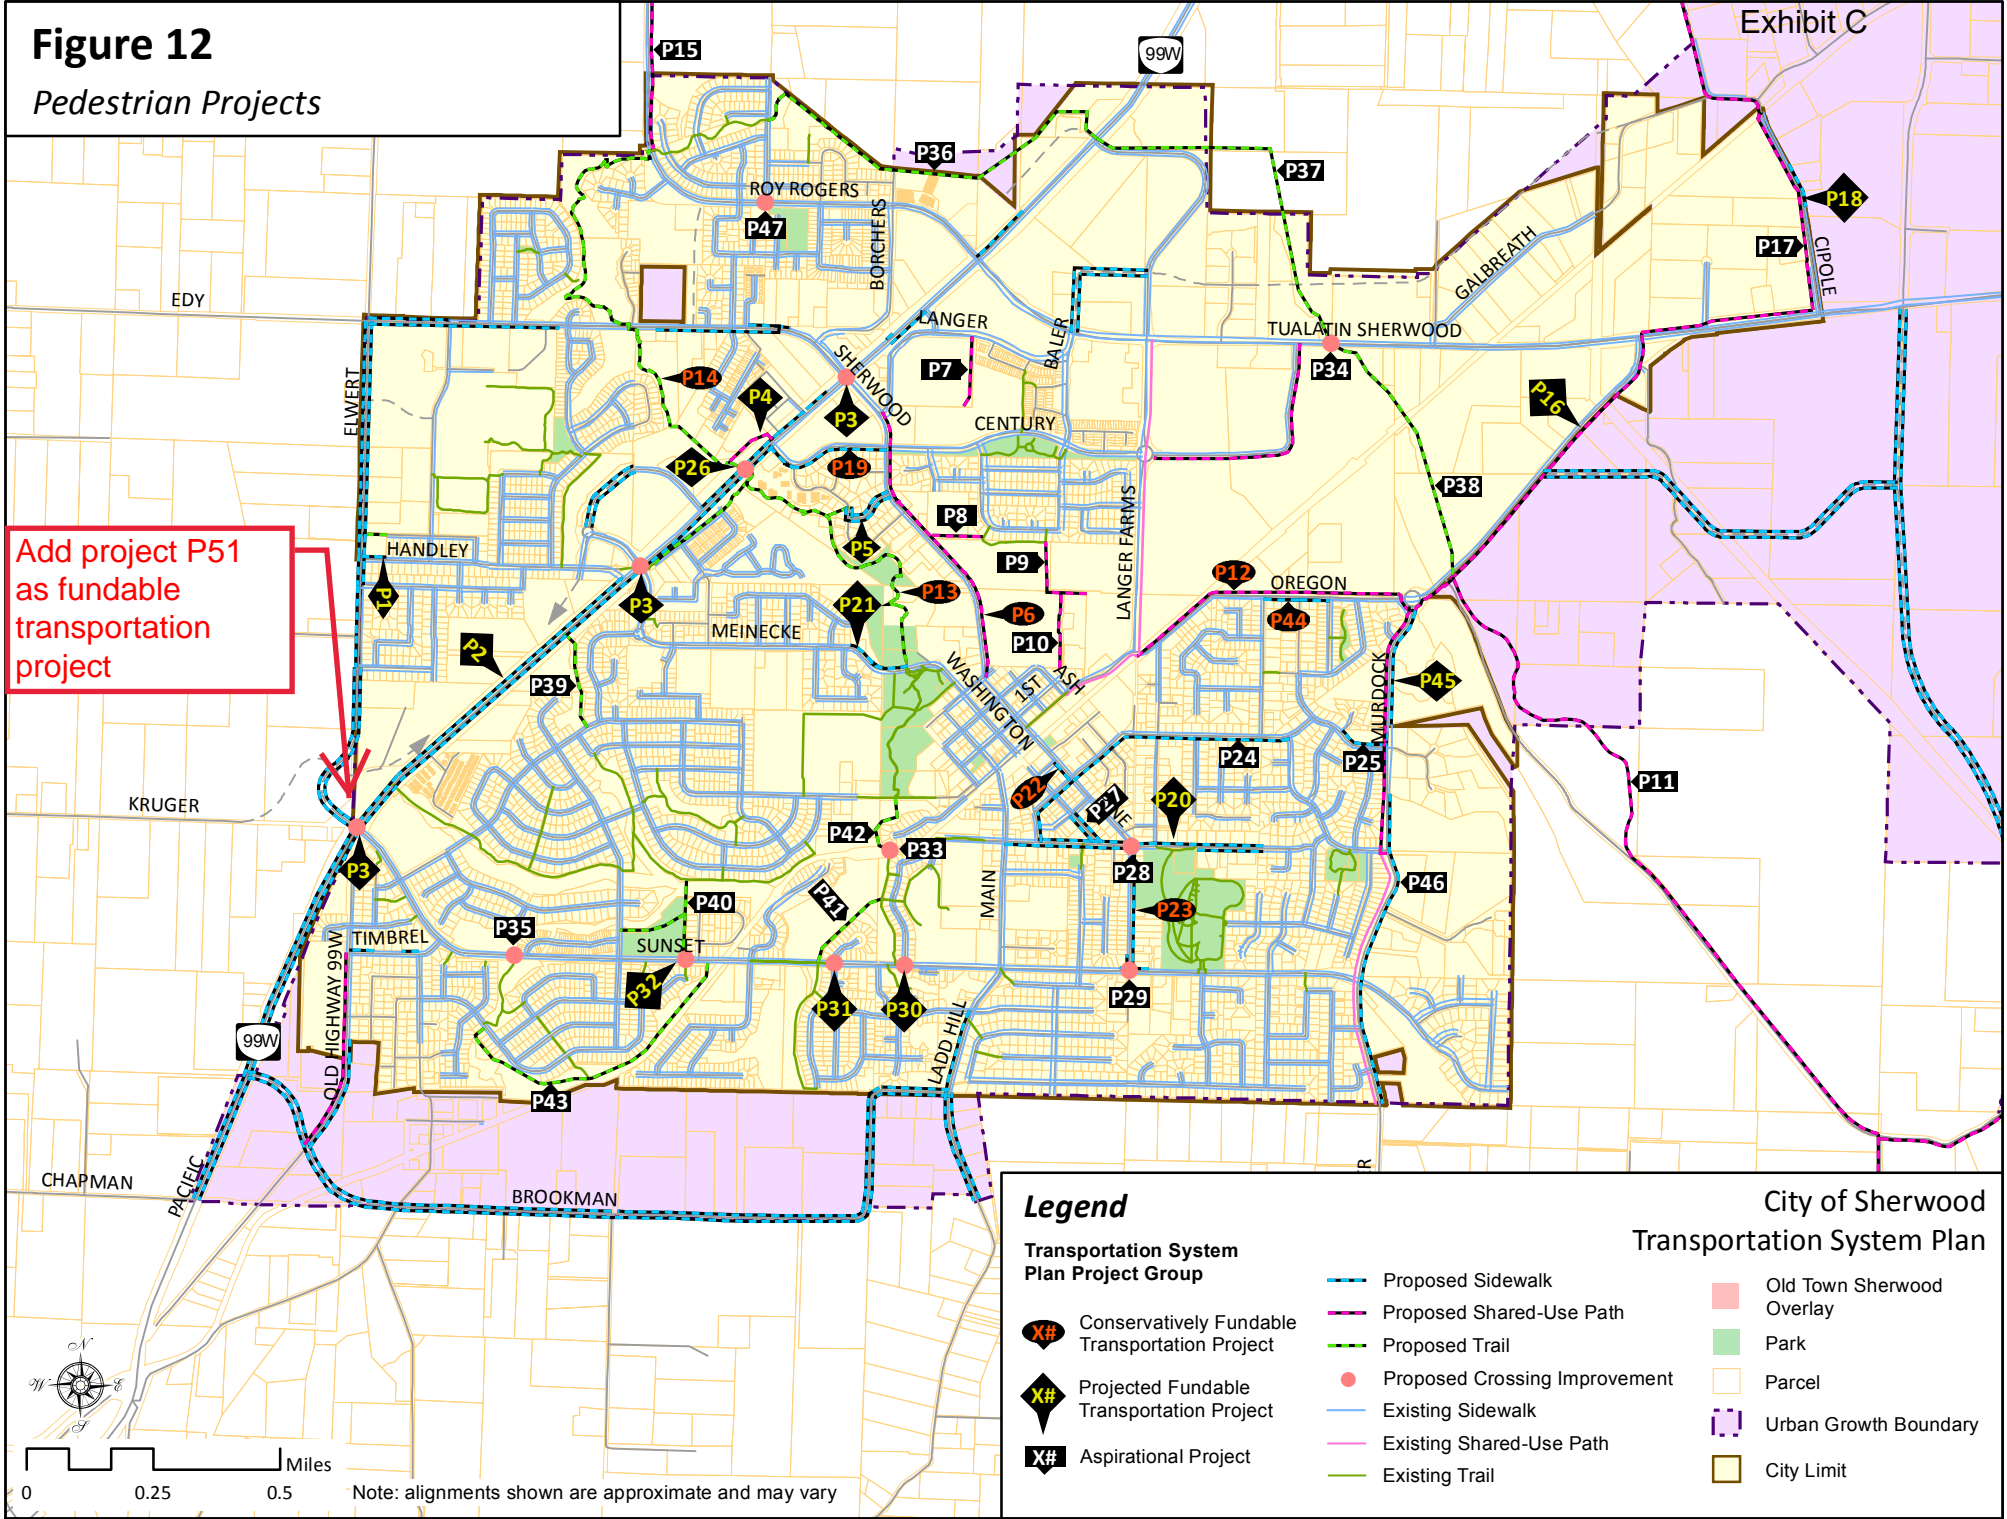 Figure 12
Pedestrian Projects
Exhibit C
99W
P15
P36
P37
P18
P17
CIPOLE
ROY ROGERS
P47
BORCHERS
GALBREATH
EDY
LANGER
BALER
TUALATIN SHERWOOD
SHERWOOD
P7
P34
ELWERT
P14
P4
P3
P16
CENTURY
P26
P19
P38
P8
LANGER FARMS
Add project P51
as fundable
transportation
project
HANDLEY
P5
P9
P12
OREGON
P1
P3
P21
P13
P6
P44
MEINECKE
P10
P2
WASHINGTON
1ST
ASH
MURDOCK
P45
P39
P24
P25
P11
KRUGER
P22
P27
NE
P20
P42
P33
P3
P28
P46
P40
P41
MAIN
P23
TIMBREL
P35
SUNSET
OLD HIGHWAY 99W
P32
P31
P30
P29
99W
LADD HILL
P43
CHAPMAN
PACIFIC
BROOKMAN
ER
Legend
City of Sherwood
Transportation System Plan
Transportation System
Plan Project Group
X# Conservatively Fundable
Transportation Project
X# Projected Fundable
Transportation Project
X# Aspirational Project
Proposed Sidewalk
Proposed Shared-Use Path
Proposed Trail
Proposed Crossing Improvement
Existing Sidewalk
Existing Shared-Use Path
Existing Trail
Old Town Sherwood
Overlay
Park
Parcel
Urban Growth Boundary
City Limit
N
W E
S
Miles
0 0.25 0.5
Note: alignments shown are approximate and may vary